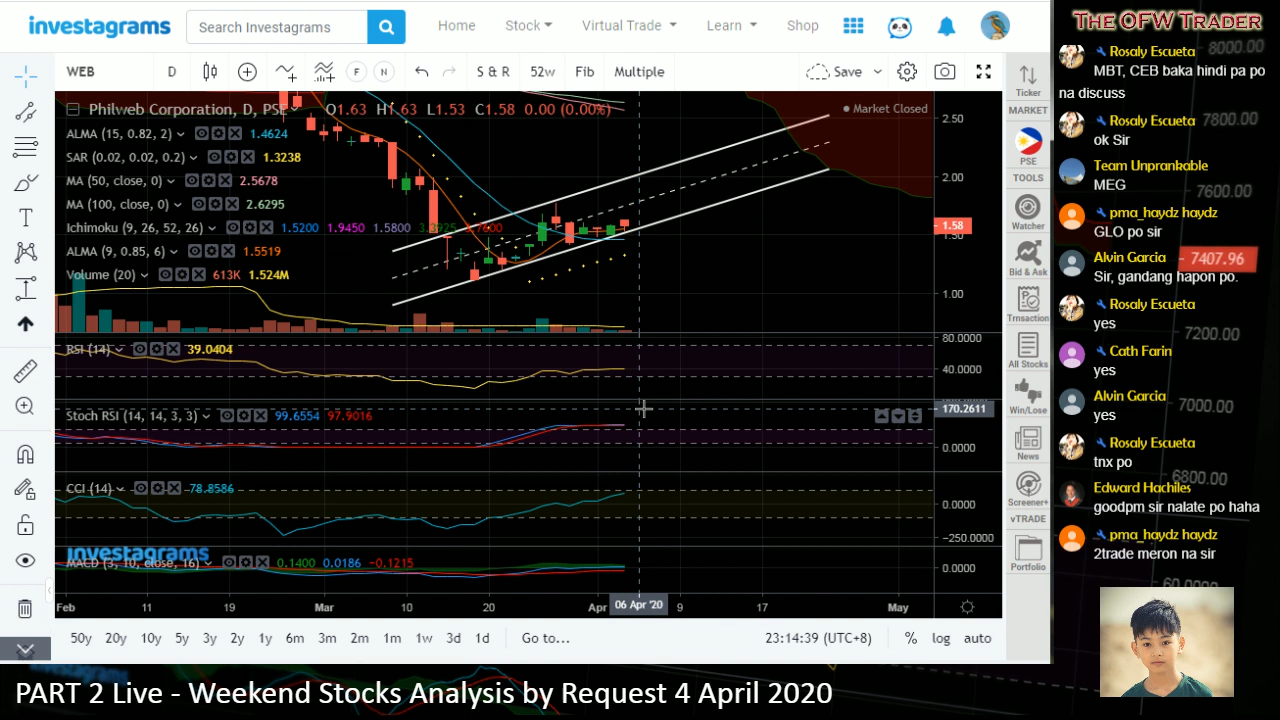 investagrams
Search Investagrams
Home
Stock
Virtual Trade
Learn
Shop
WEB
D
F
N
S & R
52w
Fib
Multiple
Save
Philweb Corporation, D, PSE
O1.63 H1.63 L1.53 C1.58 0.00 (0.00%)
Market Closed
ALMA (15, 0.82, 2) 1.4624
SAR (0.02, 0.02, 0.2) 1.3238
MA (50, close, 0) 2.5678
MA (100, close, 0) 2.6295
Ichimoku (9, 26, 52, 26) 1.5200 1.9450 1.5800
ALMA (9, 0.85, 6) 1.5519
Volume (20) 613K 1.524M
2.50
2.00
1.58
1.00
RSI (14) 39.0404
80.0000
40.0000
Stoch RSI (14, 14, 3, 3) 99.6554 97.9016
170.2611
0.0000
CCI (14) 78.8586
0.0000
-250.0000
investagrams
MACD (3, 10, close, 16) 0.1400 0.0186 -0.1215
0.0000
Feb 11 19 Mar 10 20 Apr 06 Apr '20 9 17 May
50y 20y 10y 5y 3y 2y 1y 6m 3m 2m 1m 1w 3d 1d Go to...
23:14:39 (UTC+8) % log auto
Ticker
MARKET
PSE
TOOLS
Watcher
Bid & Ask
Trnsaction
All Stocks
Win/Lose
News
Screener+
vTRADE
Portfolio
THE OFW TRADER
Rosaly Escueta
MBT, CEB baka hindi pa po
na discuss
Rosaly Escueta
ok Sir
Team Unprankable
MEG
pma_haydz haydz
GLO po sir
Alvin Garcia
Sir, gandang hapon po.
Rosaly Escueta
yes
Cath Farin
yes
Alvin Garcia
yes
Rosaly Escueta
tnx po
Edward Hachiles
goodpm sir nalate po haha
pma_haydz haydz
2trade meron na sir
8000.00
7800.00
7600.00
7407.96
7200.00
7000.00
6800.00
PART 2 Live - Weekend Stocks Analysis by Request 4 April 2020